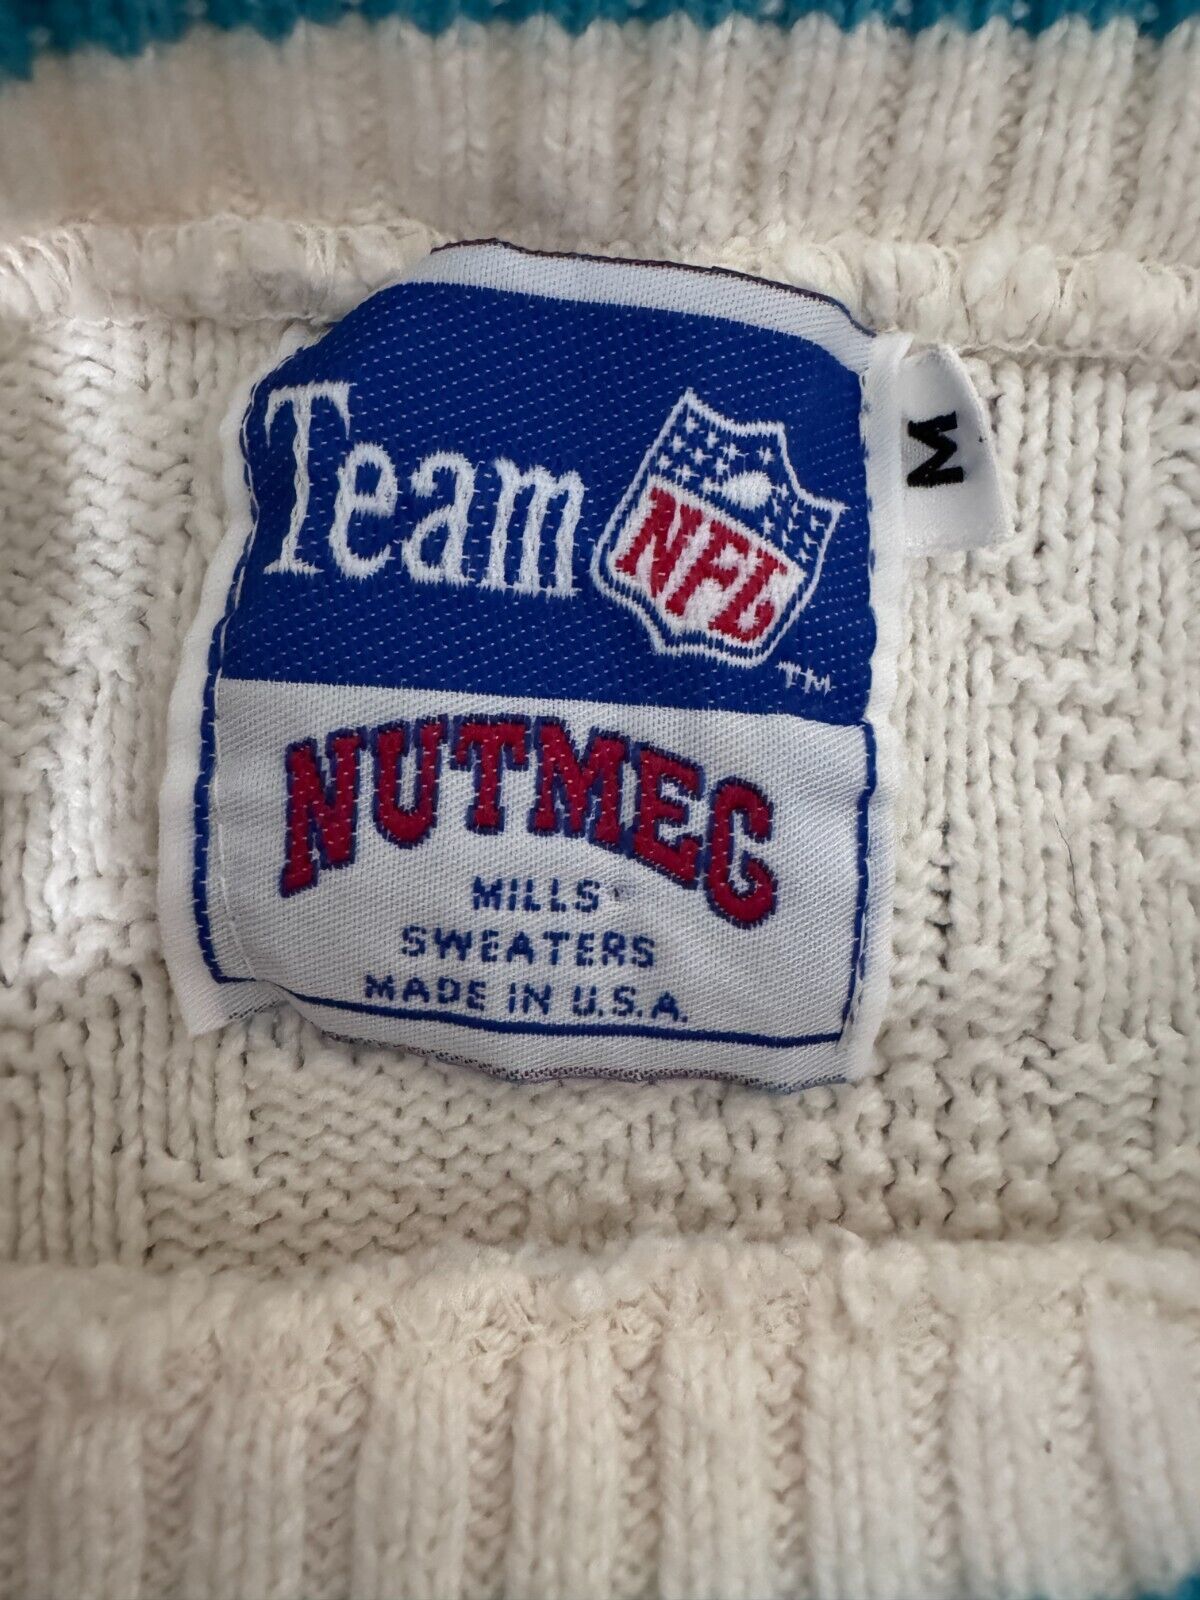 Team NFL ™
M
NUTMEG
MILLS
SWEATERS
MADE IN U.S.A.